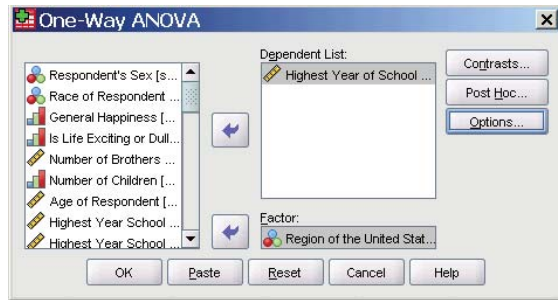 One-Way ANOVA
Respondent's Sex [s...
Race of Respondent ...
General Happiness [...
Is Life Exciting or Dull...
Number of Brothers ...
Number of Children [...
Age of Respondent [...
Highest Year School ...
Highest Year School ...
Dependent List:
Highest Year of School ...
Factor:
Region of the United Stat...
Contrasts...
Post Hoc...
Options...
OK
Paste
Reset
Cancel
Help